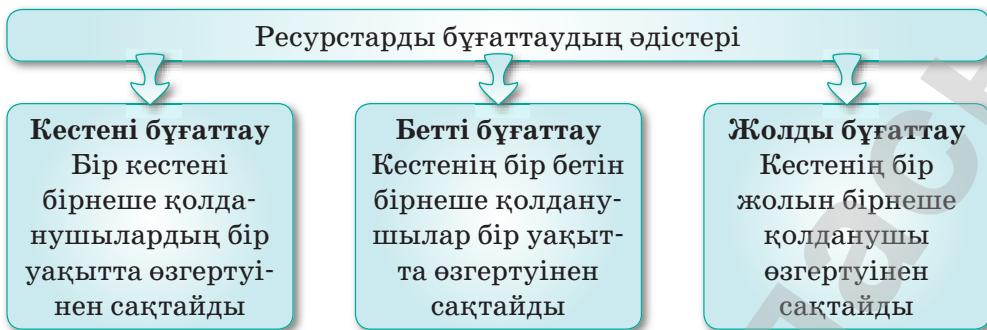 Ресурстарды бұғаттаудың әдістері
Кестені бұғаттау
Бір кестені
бірнеше қолда-
нушылардың бір
уақытта өзгертуі-
нен сақтайды
Бетті бұғаттау
Кестенің бір бетін
бірнеше қолдану-
шылар бір уақыт-
та өзгертуінен
сақтайды
Жолды бұғаттау
Кестенің бір
жолын бірнеше
қолданушы
өзгертуінен
сақтайды